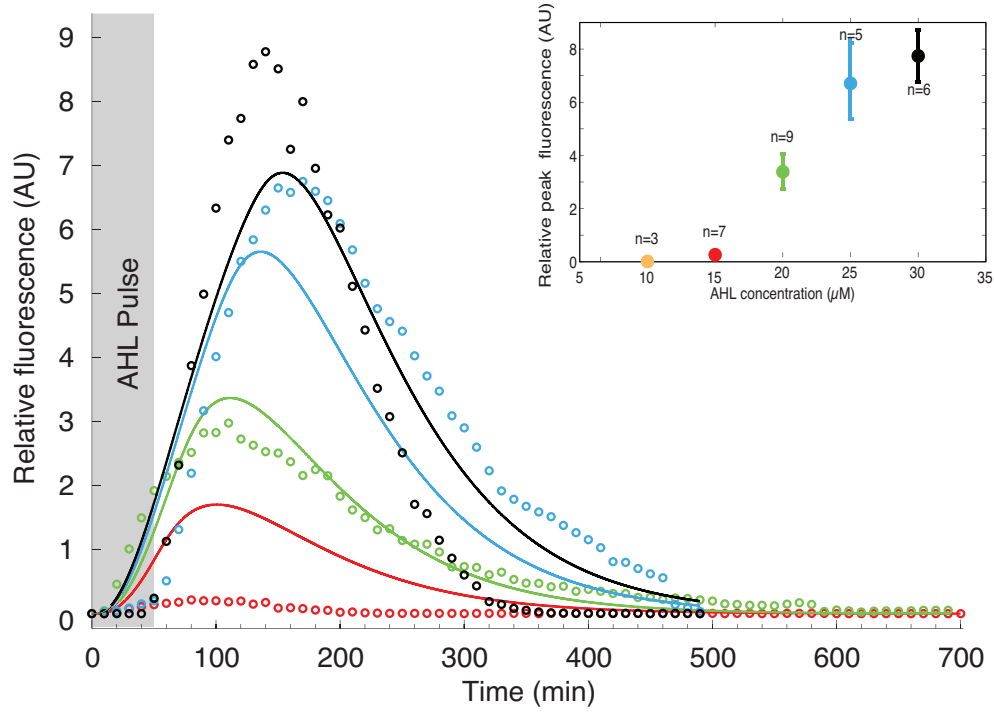 9
8
7
6
5
4
3
2
1
0
Relative fluorescence (AU)
AHL Pulse
0 100 200 300 400 500 600 700
Time (min)
8
6
4
2
0
Relative peak fluorescence (AU)
n=3
n=7
n=9
n=5
n=6
5 10 15 20 25 30 35
AHL concentration (µM)